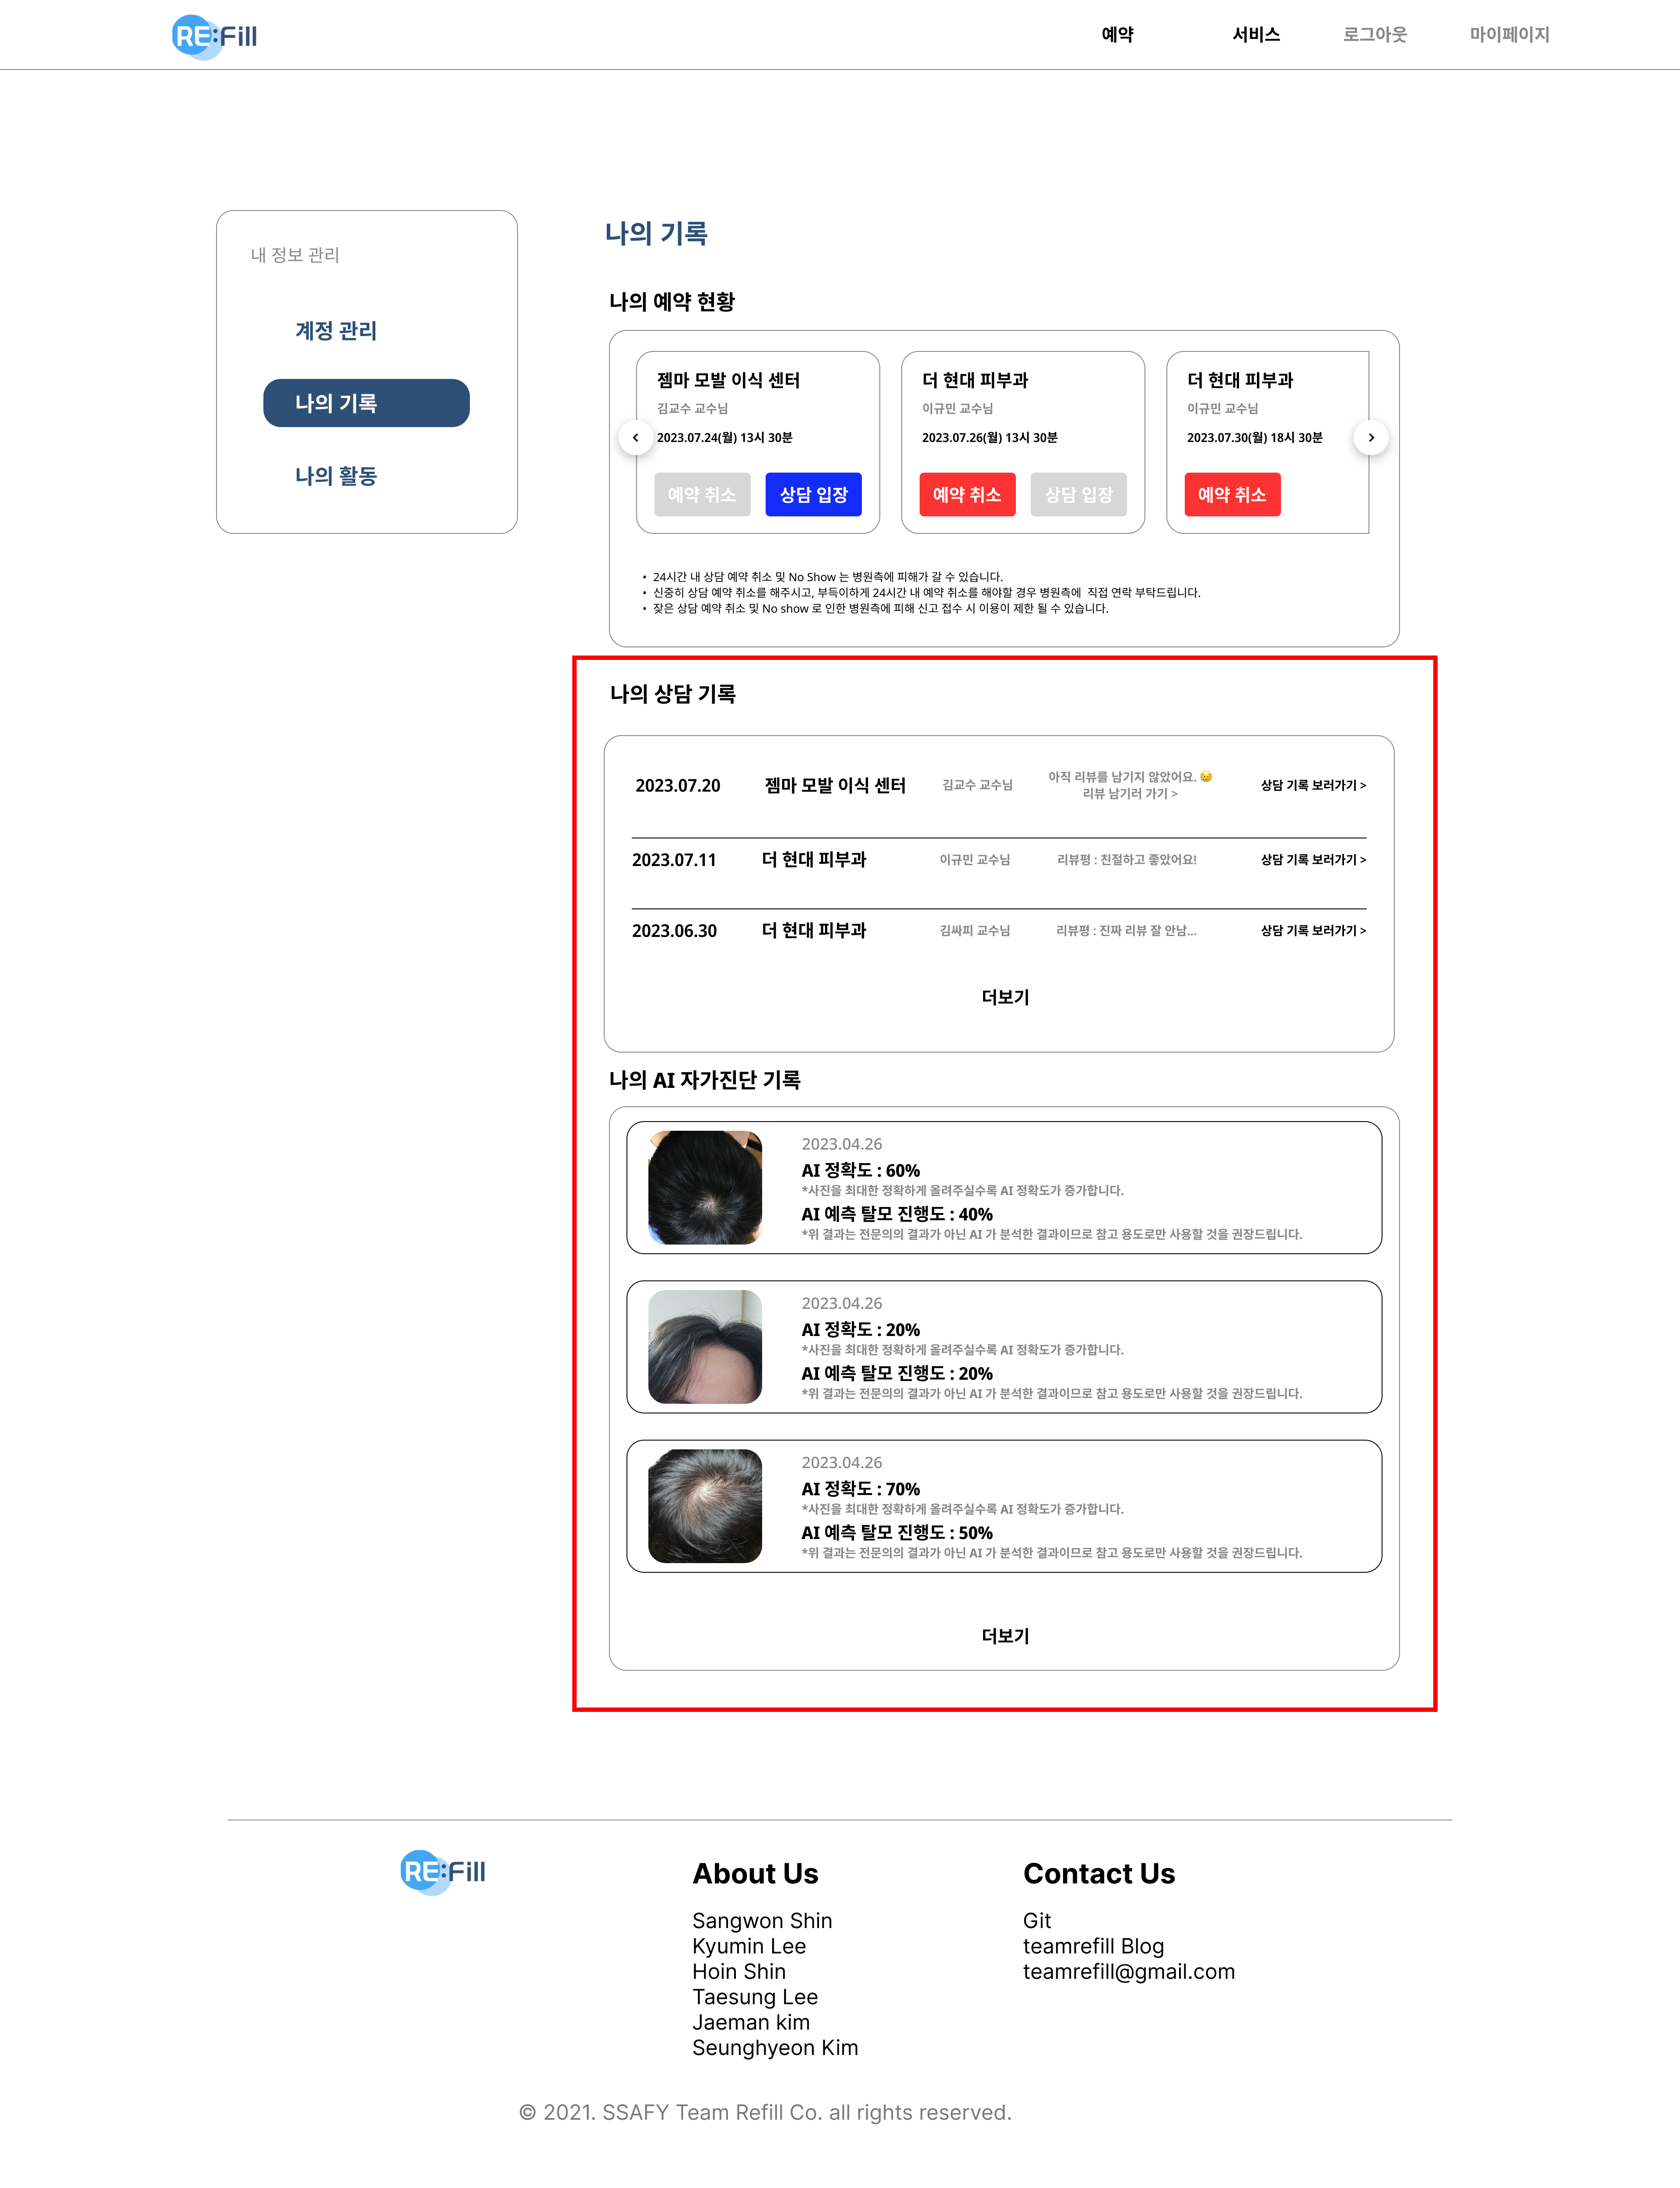 RE:Fill
예약
서비스
로그아웃
마이페이지
내 정보 관리
계정 관리
나의 기록
나의 활동
나의 기록
나의 예약 현황
젬마 모발 이식 센터
김교수 교수님
2023.07.24(월) 13시 30분
예약 취소
상담 입장
더 현대 피부과
이규민 교수님
2023.07.26(월) 13시 30분
예약 취소
상담 입장
더 현대 피부과
이규민 교수님
2023.07.30(월) 18시 30분
예약 취소
• 24시간 내 상담 예약 취소 및 No Show 는 병원측에 피해가 갈 수 있습니다.
• 신중히 상담 예약 취소를 해주시고, 부득이하게 24시간 내 예약 취소를 해야할 경우 병원측에 직접 연락 부탁드립니다.
• 잦은 상담 예약 취소 및 No show 로 인한 병원측에 피해 신고 접수 시 이용이 제한 될 수 있습니다.
나의 상담 기록
2023.07.20
젬마 모발 이식 센터
김교수 교수님
아직 리뷰를 남기지 않았어요. 😥
리뷰 남기러 가기 >
상담 기록 보러가기 >
2023.07.11
더 현대 피부과
이규민 교수님
리뷰평 : 친절하고 좋았어요!
상담 기록 보러가기 >
2023.06.30
더 현대 피부과
김싸피 교수님
리뷰평 : 진짜 리뷰 잘 안남...
상담 기록 보러가기 >
더보기
나의 AI 자가진단 기록
2023.04.26
AI 정확도 : 60%
*사진을 최대한 정확하게 올려주실수록 AI 정확도가 증가합니다.
AI 예측 탈모 진행도 : 40%
*위 결과는 전문의의 결과가 아닌 AI 가 분석한 결과이므로 참고 용도로만 사용할 것을 권장드립니다.
2023.04.26
AI 정확도 : 20%
*사진을 최대한 정확하게 올려주실수록 AI 정확도가 증가합니다.
AI 예측 탈모 진행도 : 20%
*위 결과는 전문의의 결과가 아닌 AI 가 분석한 결과이므로 참고 용도로만 사용할 것을 권장드립니다.
2023.04.26
AI 정확도 : 70%
*사진을 최대한 정확하게 올려주실수록 AI 정확도가 증가합니다.
AI 예측 탈모 진행도 : 50%
*위 결과는 전문의의 결과가 아닌 AI 가 분석한 결과이므로 참고 용도로만 사용할 것을 권장드립니다.
더보기
RE:Fill
About Us
Sangwon Shin
Kyumin Lee
Hoin Shin
Taesung Lee
Jaeman kim
Seunghyeon Kim
Contact Us
Git
teamrefill Blog
teamrefill@gmail.com
© 2021. SSAFY Team Refill Co. all rights reserved.